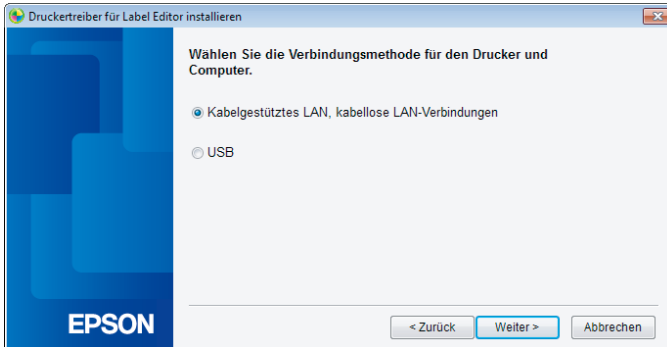 Druckertreiber für Label Editor installieren
Wählen Sie die Verbindungsmethode für den Drucker und
Computer.
Kabelgestütztes LAN, kabellose LAN-Verbindungen
USB
EPSON
< Zurück
Weiter >
Abbrechen